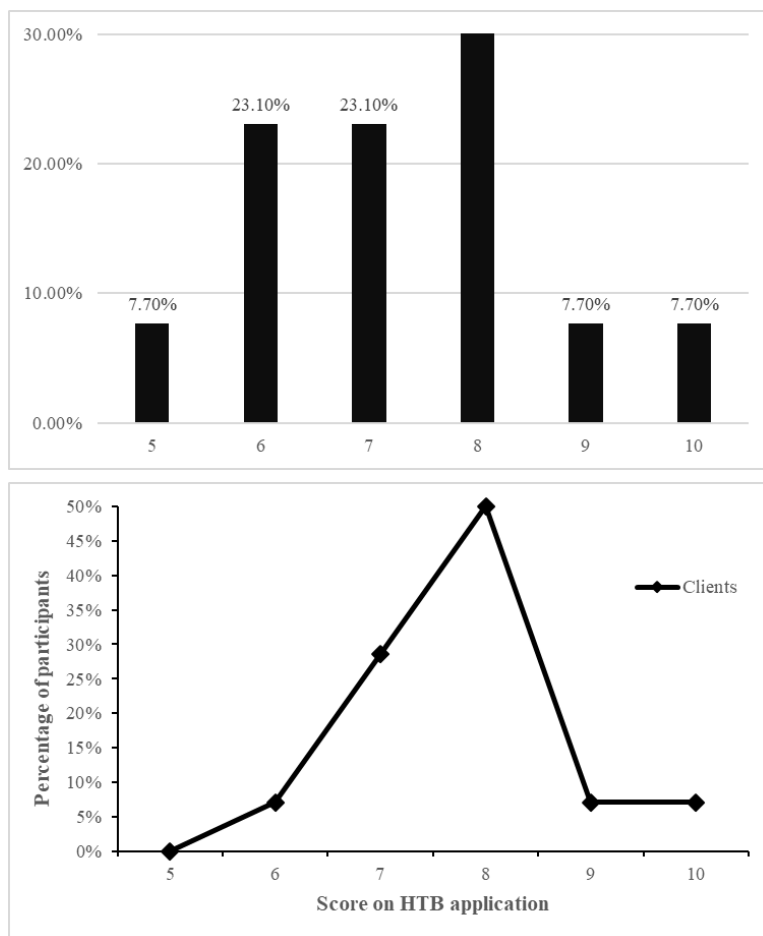 30.00%
23.10% 23.10%
20.00%
10.00%
7.70% 7.70% 7.70%
0.00%
5 6 7 8 9 10
50%
45%
40%
Clients
35%
30%
25%
20%
15%
10%
5%
0%
Percentage of participants
5 6 7 8 9 10
Score on HTB application